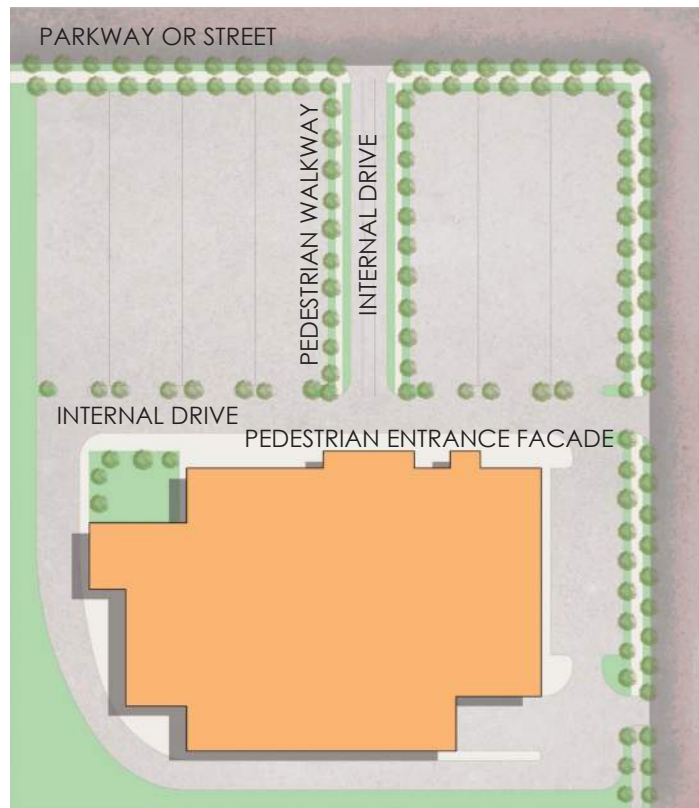 PARKWAY OR STREET
PEDESTRIAN WALKWAY
INTERNAL DRIVE
INTERNAL DRIVE
PEDESTRIAN ENTRANCE FACADE